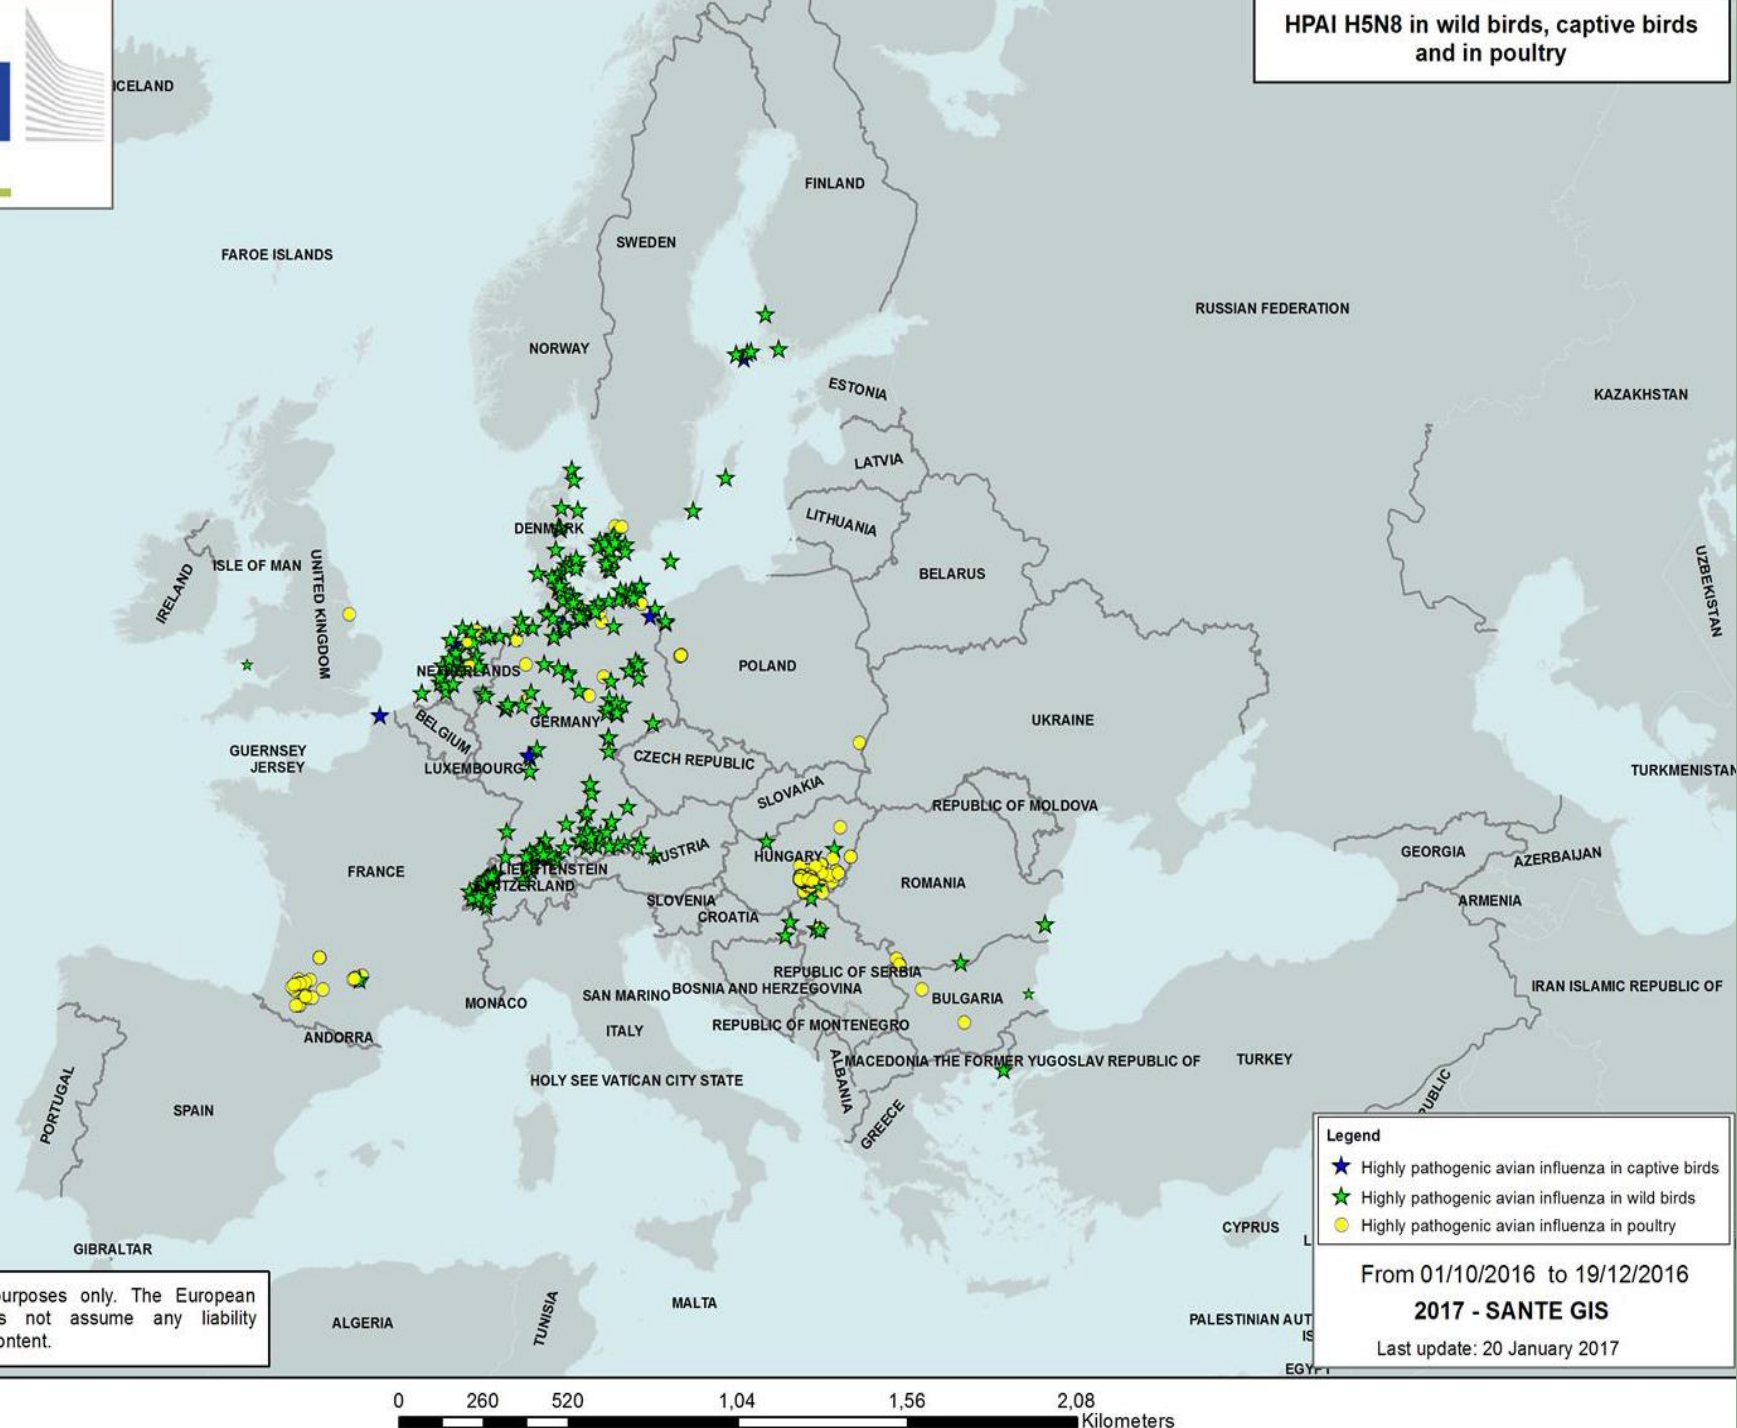 HPAI H5N8 in wild birds, captive birds
and in poultry
ICELAND
FINLAND
SWEDEN
FAROE ISLANDS
RUSSIAN FEDERATION
NORWAY
ESTONIA
KAZAKHSTAN
LATVIA
LITHUANIA
DENMARK
ISLE OF MAN
IRELAND
UNITED KINGDOM
BELARUS
UZBEKISTAN
NETHERLANDS
POLAND
GERMANY
UKRAINE
BELGIUM
GUERNSEY
JERSEY
LUXEMBOURG
CZECH REPUBLIC
TURKMENISTAN
SLOVAKIA
REPUBLIC OF MOLDOVA
AUSTRIA
HUNGARY
GEORGIA
AZERBAIJAN
FRANCE
LIECHTENSTEIN
SWITZERLAND
ROMANIA
SLOVENIA
ARMENIA
CROATIA
REPUBLIC OF SERBIA
BOSNIA AND HERZEGOVINA
SAN MARINO
MONACO
BULGARIA
IRAN ISLAMIC REPUBLIC OF
ITALY
REPUBLIC OF MONTENEGRO
ANDORRA
MACEDONIA THE FORMER YUGOSLAV REPUBLIC OF
TURKEY
HOLY SEE VATICAN CITY STATE
ALBANIA
PORTUGAL
SPAIN
GREECE
PUBLIC
Legend
Highly pathogenic avian influenza in captive birds
Highly pathogenic avian influenza in wild birds
Highly pathogenic avian influenza in poultry
CYPRUS
L
GIBRALTAR
From 01/10/2016 to 19/12/2016
2017 - SANTE GIS
Last update: 20 January 2017
urposes only. The European
s not assume any liability
ontent.
MALTA
ALGERIA
TUNISIA
PALESTINIAN AUT
IS
EGYPT
0 260 520 1,04 1,56 2,08
Kilometers